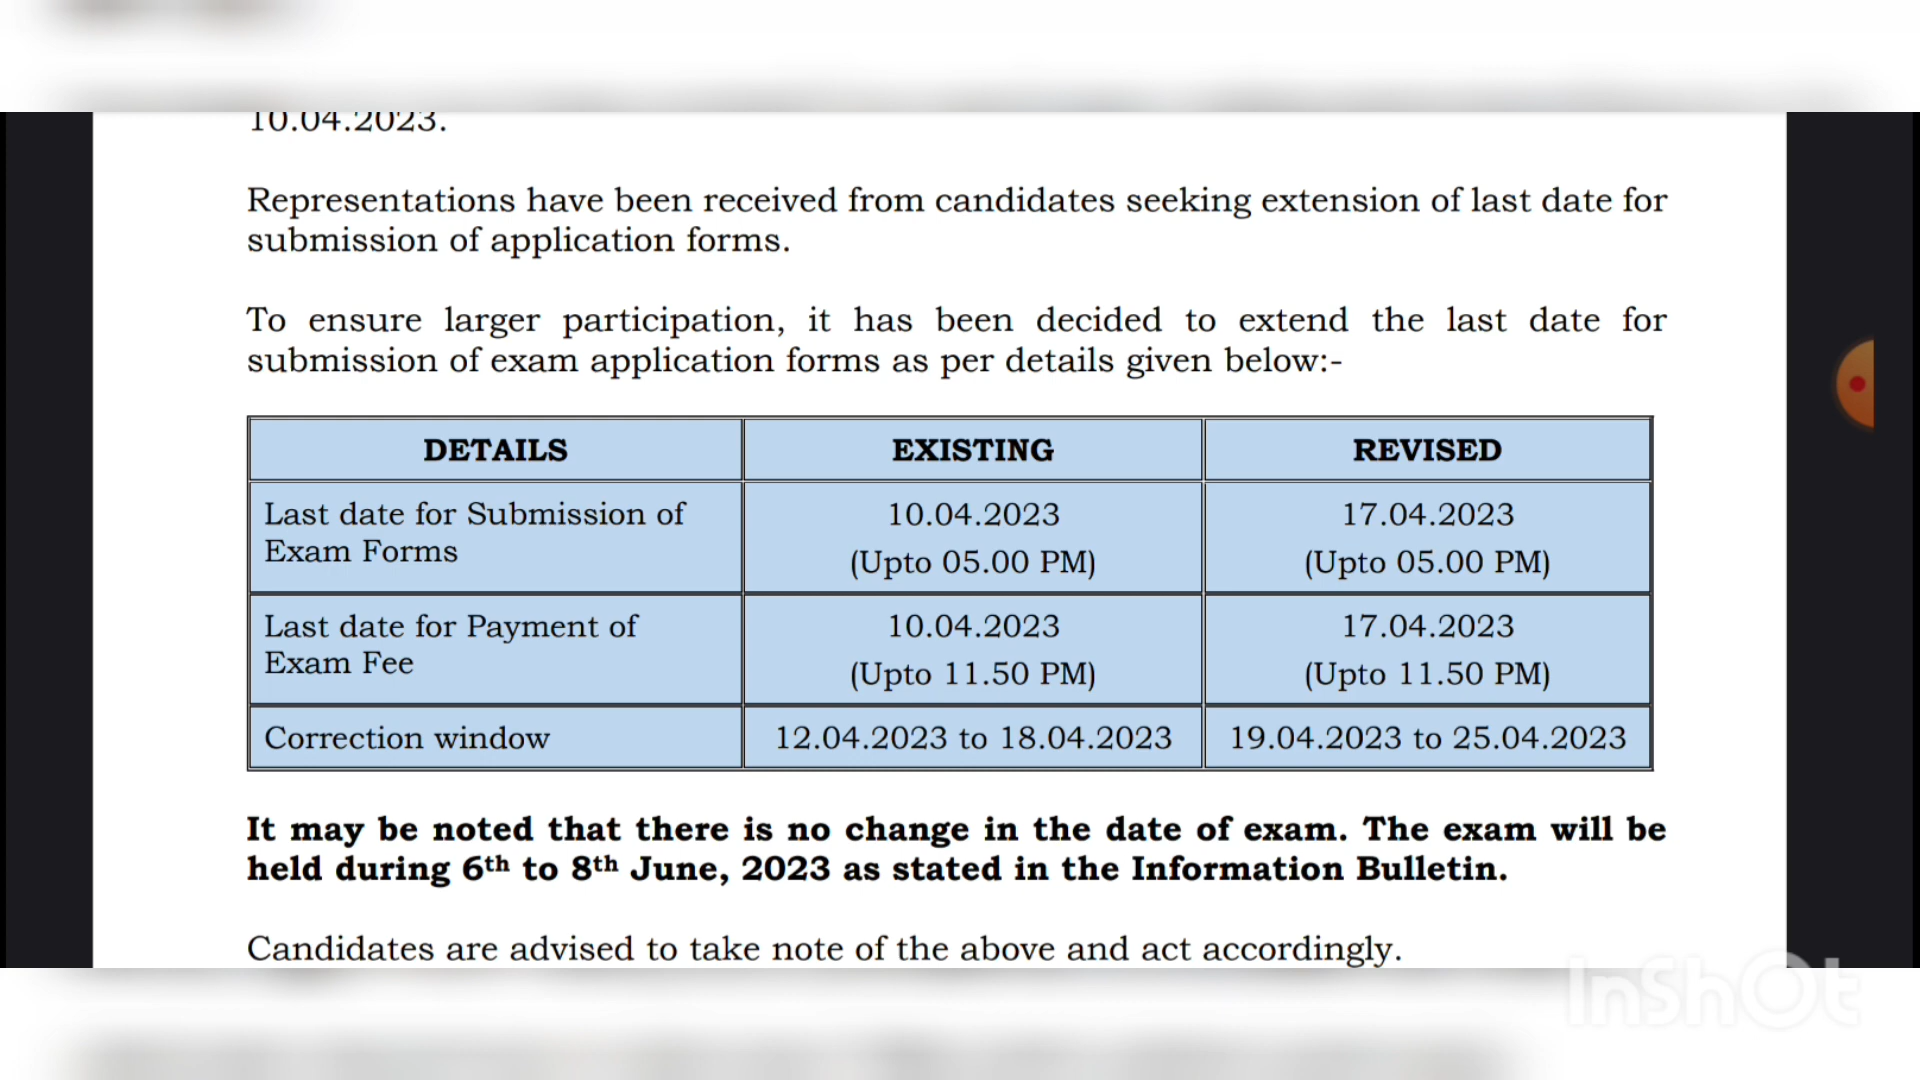 10.04.2023.
Representations have been received from candidates seeking extension of last date for
submission of application forms.
To ensure larger participation, it has been decided to extend the last date for
submission of exam application forms as per details given below:-
DETAILS EXISTING REVISED
Last date for Submission of Exam Forms 10.04.2023 (Upto 05.00 PM) 17.04.2023 (Upto 05.00 PM)
Last date for Payment of Exam Fee 10.04.2023 (Upto 11.50 PM) 17.04.2023 (Upto 11.50 PM)
Correction window 12.04.2023 to 18.04.2023 19.04.2023 to 25.04.2023
It may be noted that there is no change in the date of exam. The exam will be
held during 6th to 8th June, 2023 as stated in the Information Bulletin.
Candidates are advised to take note of the above and act accordingly.
InShOt